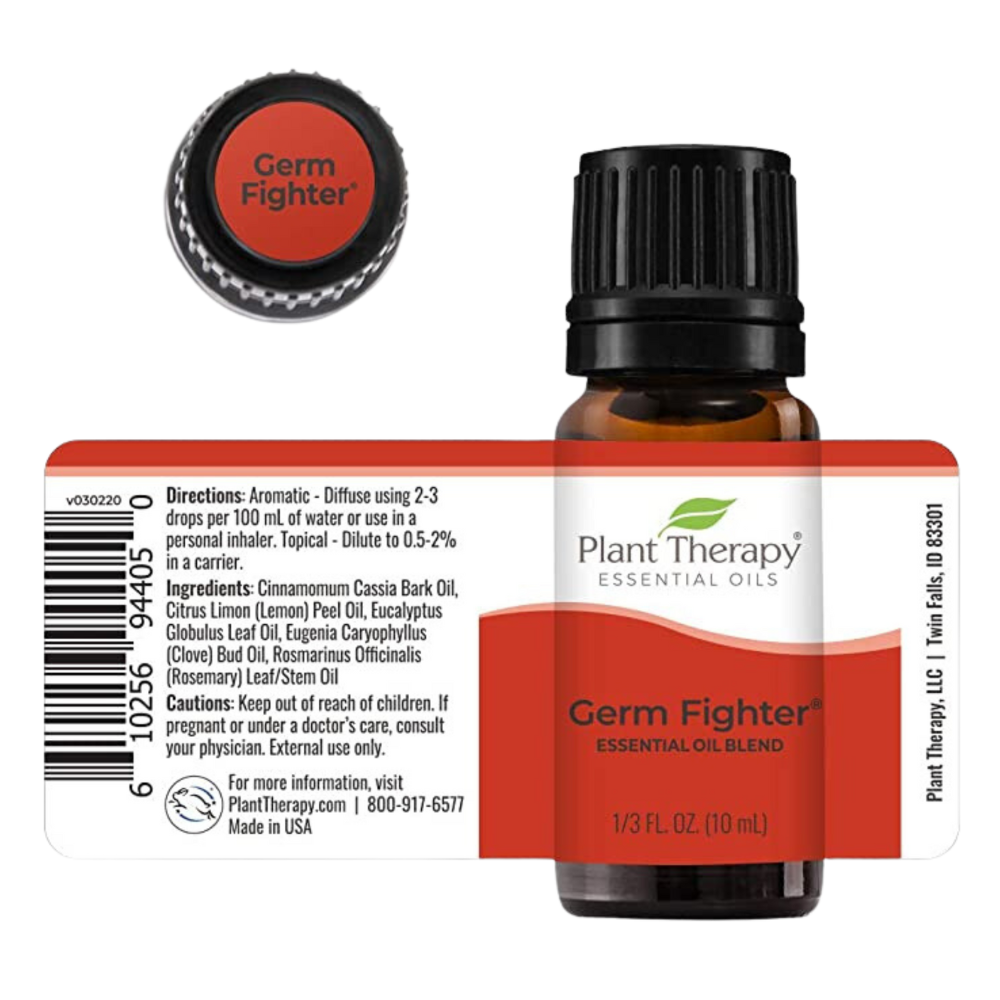 Germ
Fighter®
v030220
6 10256 94405 0
Directions: Aromatic - Diffuse using 2-3
drops per 100 mL of water or use in a
personal inhaler. Topical - Dilute to 0.5-2%
in a carrier.
Ingredients: Cinnamomum Cassia Bark Oil,
Citrus Limon (Lemon) Peel Oil, Eucalyptus
Globulus Leaf Oil, Eugenia Caryophyllus
(Clove) Bud Oil, Rosmarinus Officinalis
(Rosemary) Leaf/Stem Oil
Cautions: Keep out of reach of children. If
pregnant or under a doctor's care, consult
your physician. External use only.
For more information, visit
PlantTherapy.com | 800-917-6577
Made in USA
Plant Therapy®
ESSENTIAL OILS
Germ Fighter®
ESSENTIAL OIL BLEND
1/3 FL. OZ. (10 mL)
Plant Therapy, LLC | Twin Falls, ID 83301